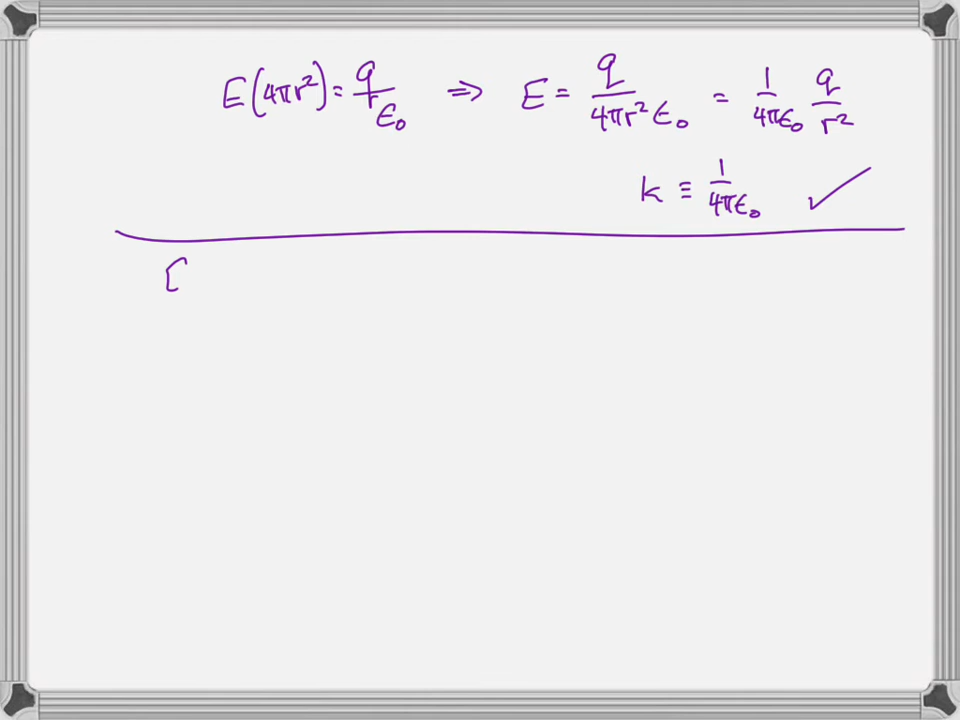 E(4πr²) = q/ε₀ ⇒ E = q/4πr²ε₀ = 1/4πε₀ q/r²
k ≡ 1/4πε₀ ✓
[